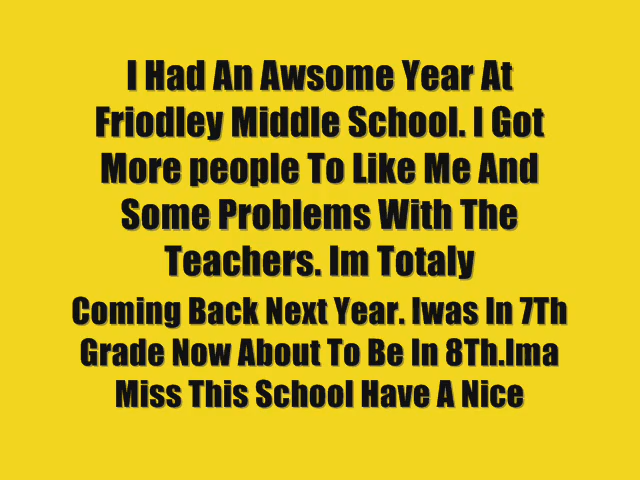 I Had An Awsome Year At
Friodley Middle School. I Got
More people To Like Me And
Some Problems With The
Teachers. Im Totaly
Coming Back Next Year. Iwas In 7Th
Grade Now About To Be In 8Th.Ima
Miss This School Have A Nice